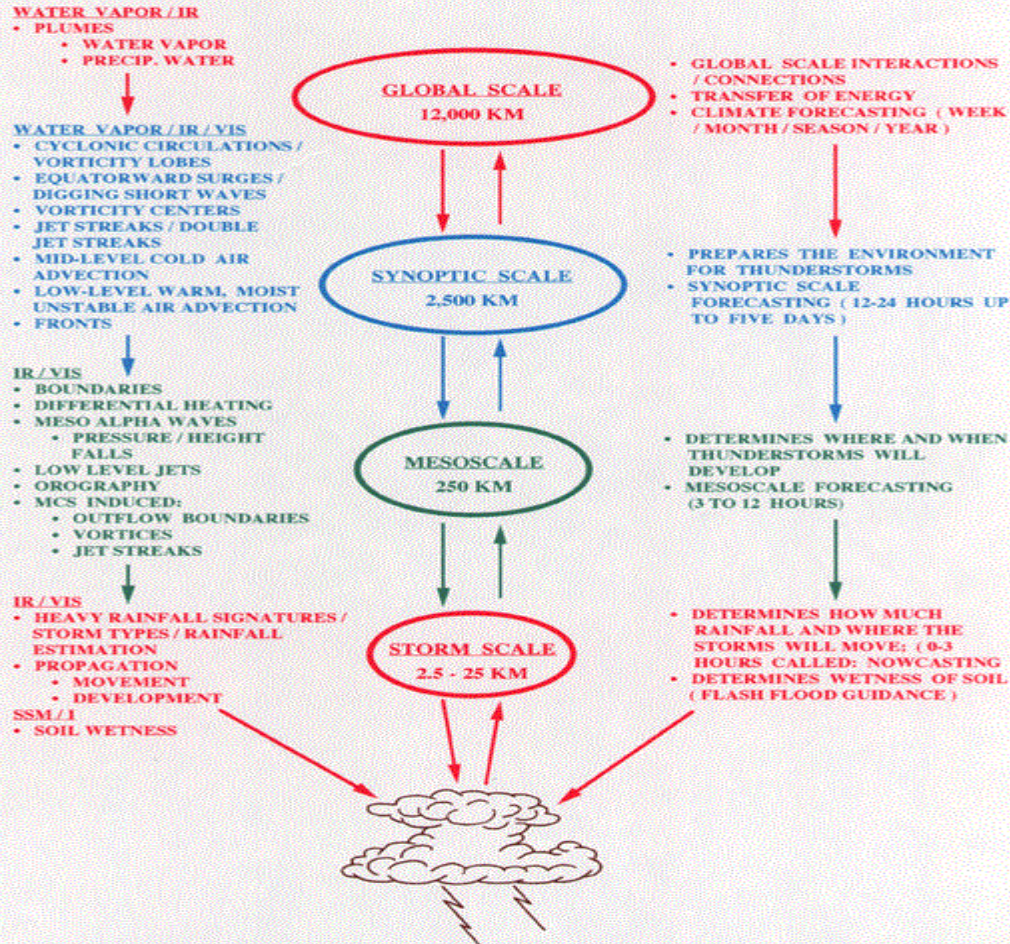 WATER VAPOR / IR
• PLUMES
• WATER VAPOR
• PRECIP. WATER
WATER VAPOR / IR / VIS
• CYCLONIC CIRCULATIONS /
VORTICITY LOBES
• EQUATORWARD SURGES /
DIGGING SHORT WAVES
• VORTICITY CENTERS
• JET STREAKS / DOUBLE
JET STREAKS
• MID-LEVEL COLD AIR
ADVECTION
• LOW-LEVEL WARM, MOIST
UNSTABLE AIR ADVECTION
• FRONTS
IR / VIS
• BOUNDARIES
• DIFFERENTIAL HEATING
• MESO ALPHA WAVES
• PRESSURE / HEIGHT
FALLS
• LOW LEVEL JETS
• OROGRAPHY
• MCS INDUCED:
• OUTFLOW BOUNDARIES
• VORTICES
• JET STREAKS
IR / VIS
• HEAVY RAINFALL SIGNATURES /
STORM TYPES / RAINFALL
ESTIMATION
• PROPAGATION
• MOVEMENT
• DEVELOPMENT
SSM / I
• SOIL WETNESS
GLOBAL SCALE
12,000 KM
SYNOPTIC SCALE
2,500 KM
MESOSCALE
250 KM
STORM SCALE
2.5 - 25 KM
• GLOBAL SCALE INTERACTIONS
/ CONNECTIONS
• TRANSFER OF ENERGY
• CLIMATE FORECASTING ( WEEK
/ MONTH / SEASON / YEAR )
• PREPARES THE ENVIRONMENT
FOR THUNDERSTORMS
• SYNOPTIC SCALE
FORECASTING ( 12-24 HOURS UP
TO FIVE DAYS )
• DETERMINES WHERE AND WHEN
THUNDERSTORMS WILL
DEVELOP
• MESOSCALE FORECASTING
(3 TO 12 HOURS)
• DETERMINES HOW MUCH
RAINFALL AND WHERE THE
STORMS WILL MOVE; ( 0-3
HOURS CALLED: NOWCASTING
• DETERMINES WETNESS OF SOIL
( FLASH FLOOD GUIDANCE )